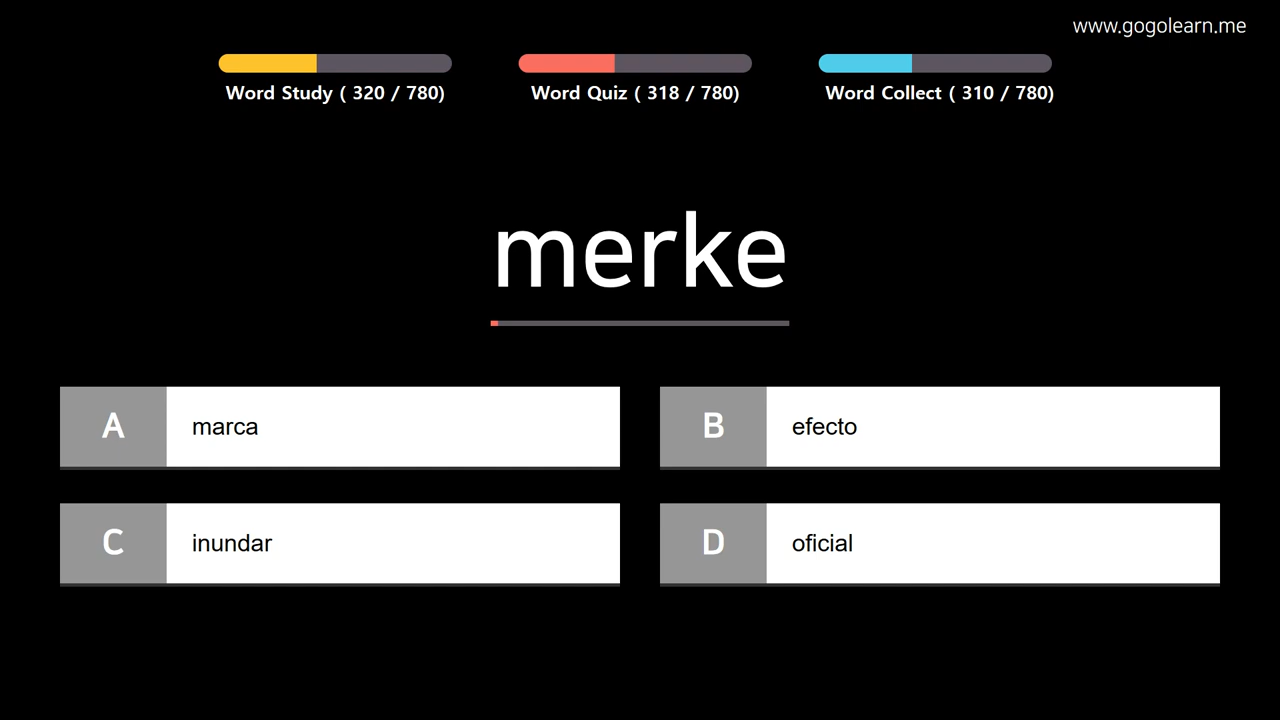 www.gogolearn.me
Word Study ( 320 / 780)
Word Quiz ( 318 / 780)
Word Collect ( 310 / 780)
merke
A marca
B efecto
C inundar
D oficial